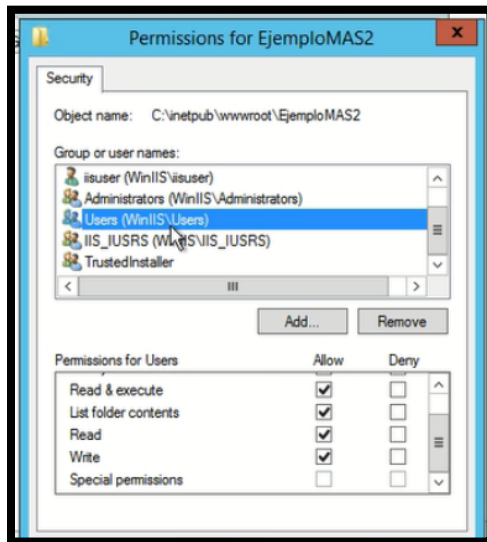 Permissions for EjemploMAS2
x
Security
Object name: C:\inetpub\wwwroot\EjemploMAS2
Group or user names:
iisuser (WinIIS\iisuser)
Administrators (WinIIS\Administrators)
Users (WinIIS\Users)
IIS_IUSRS (WinIIS\IIS_IUSRS)
TrustedInstaller
Add... Remove
Permissions for Users Allow Deny
Read & execute
List folder contents
Read
Write
Special permissions